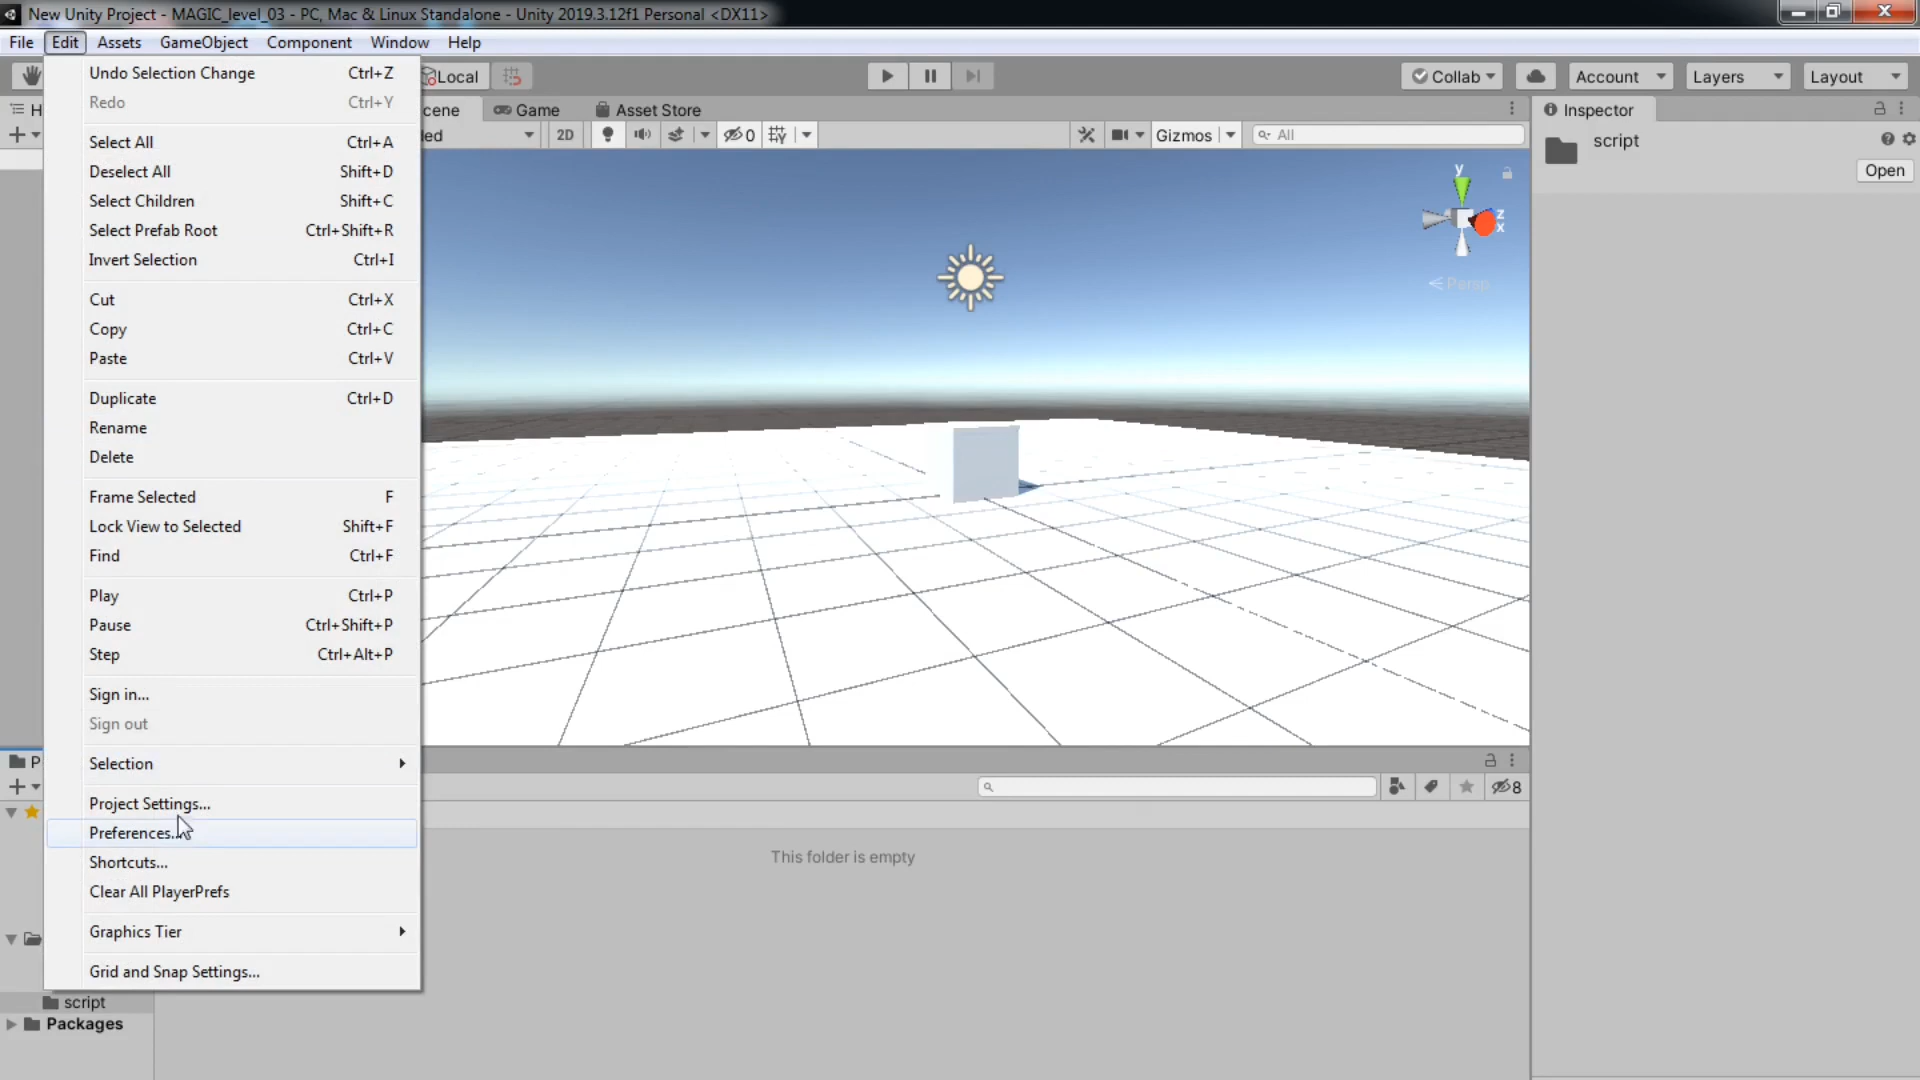 New Unity Project - MAGIC_level_03 - PC, Mac & Linux Standalone - Unity 2019.3.12f1 Personal <DX11>
File Edit Assets GameObject Component Window Help
Local Collab Account Layers Layout
H cene Game Asset Store Inspector
ded 2D 0 Gizmos All
script
Open
Undo Selection Change Ctrl+Z
Redo Ctrl+Y
Select All Ctrl+A
Deselect All Shift+D
Select Children Shift+C
Select Prefab Root Ctrl+Shift+R
Invert Selection Ctrl+I
Cut Ctrl+X
Copy Ctrl+C
Paste Ctrl+V
Duplicate Ctrl+D
Rename
Delete
Frame Selected F
Lock View to Selected Shift+F
Find Ctrl+F
Play Ctrl+P
Pause Ctrl+Shift+P
Step Ctrl+Alt+P
Sign in...
Sign out
Selection
Project Settings...
Preferences...
Shortcuts...
Clear All PlayerPrefs
Graphics Tier
Grid and Snap Settings...
y
z
x
Persp
P
8
This folder is empty
script
Packages